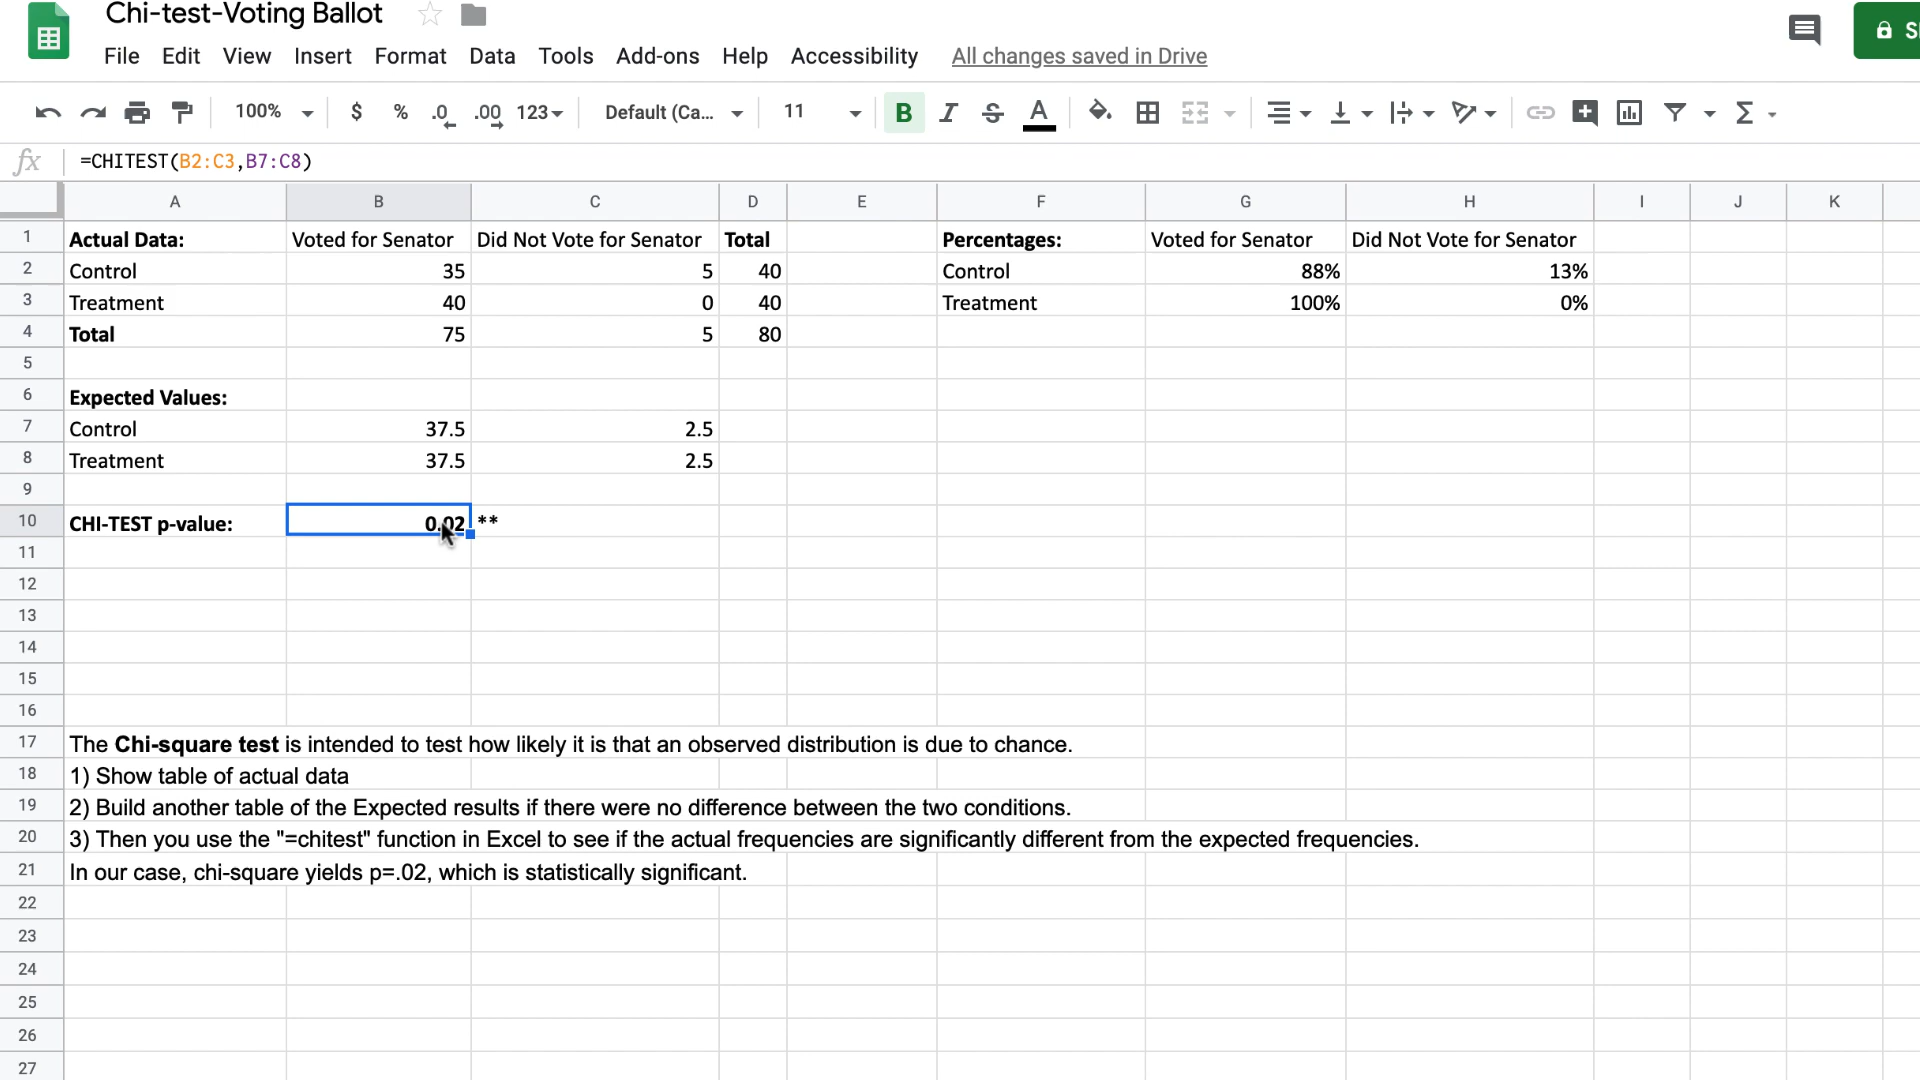 Chi-test-Voting Ballot
File Edit View Insert Format Data Tools Add-ons Help Accessibility All changes saved in Drive
100% $ % .0 .00 123 Default (Ca... 11 B I S A Σ
fx =CHITEST(B2:C3,B7:C8)
A B C D E F G H I J K
1 Actual Data: Voted for Senator Did Not Vote for Senator Total Percentages: Voted for Senator Did Not Vote for Senator
2 Control 35 5 40 Control 88% 13%
3 Treatment 40 0 40 Treatment 100% 0%
4 Total 75 5 80
5
6 Expected Values:
7 Control 37.5 2.5
8 Treatment 37.5 2.5
9
10 CHI-TEST p-value: 0.02 **
11
12
13
14
15
16
17 The Chi-square test is intended to test how likely it is that an observed distribution is due to chance.
18 1) Show table of actual data
19 2) Build another table of the Expected results if there were no difference between the two conditions.
20 3) Then you use the "=chitest" function in Excel to see if the actual frequencies are significantly different from the expected frequencies.
21 In our case, chi-square yields p=.02, which is statistically significant.
22
23
24
25
26
27